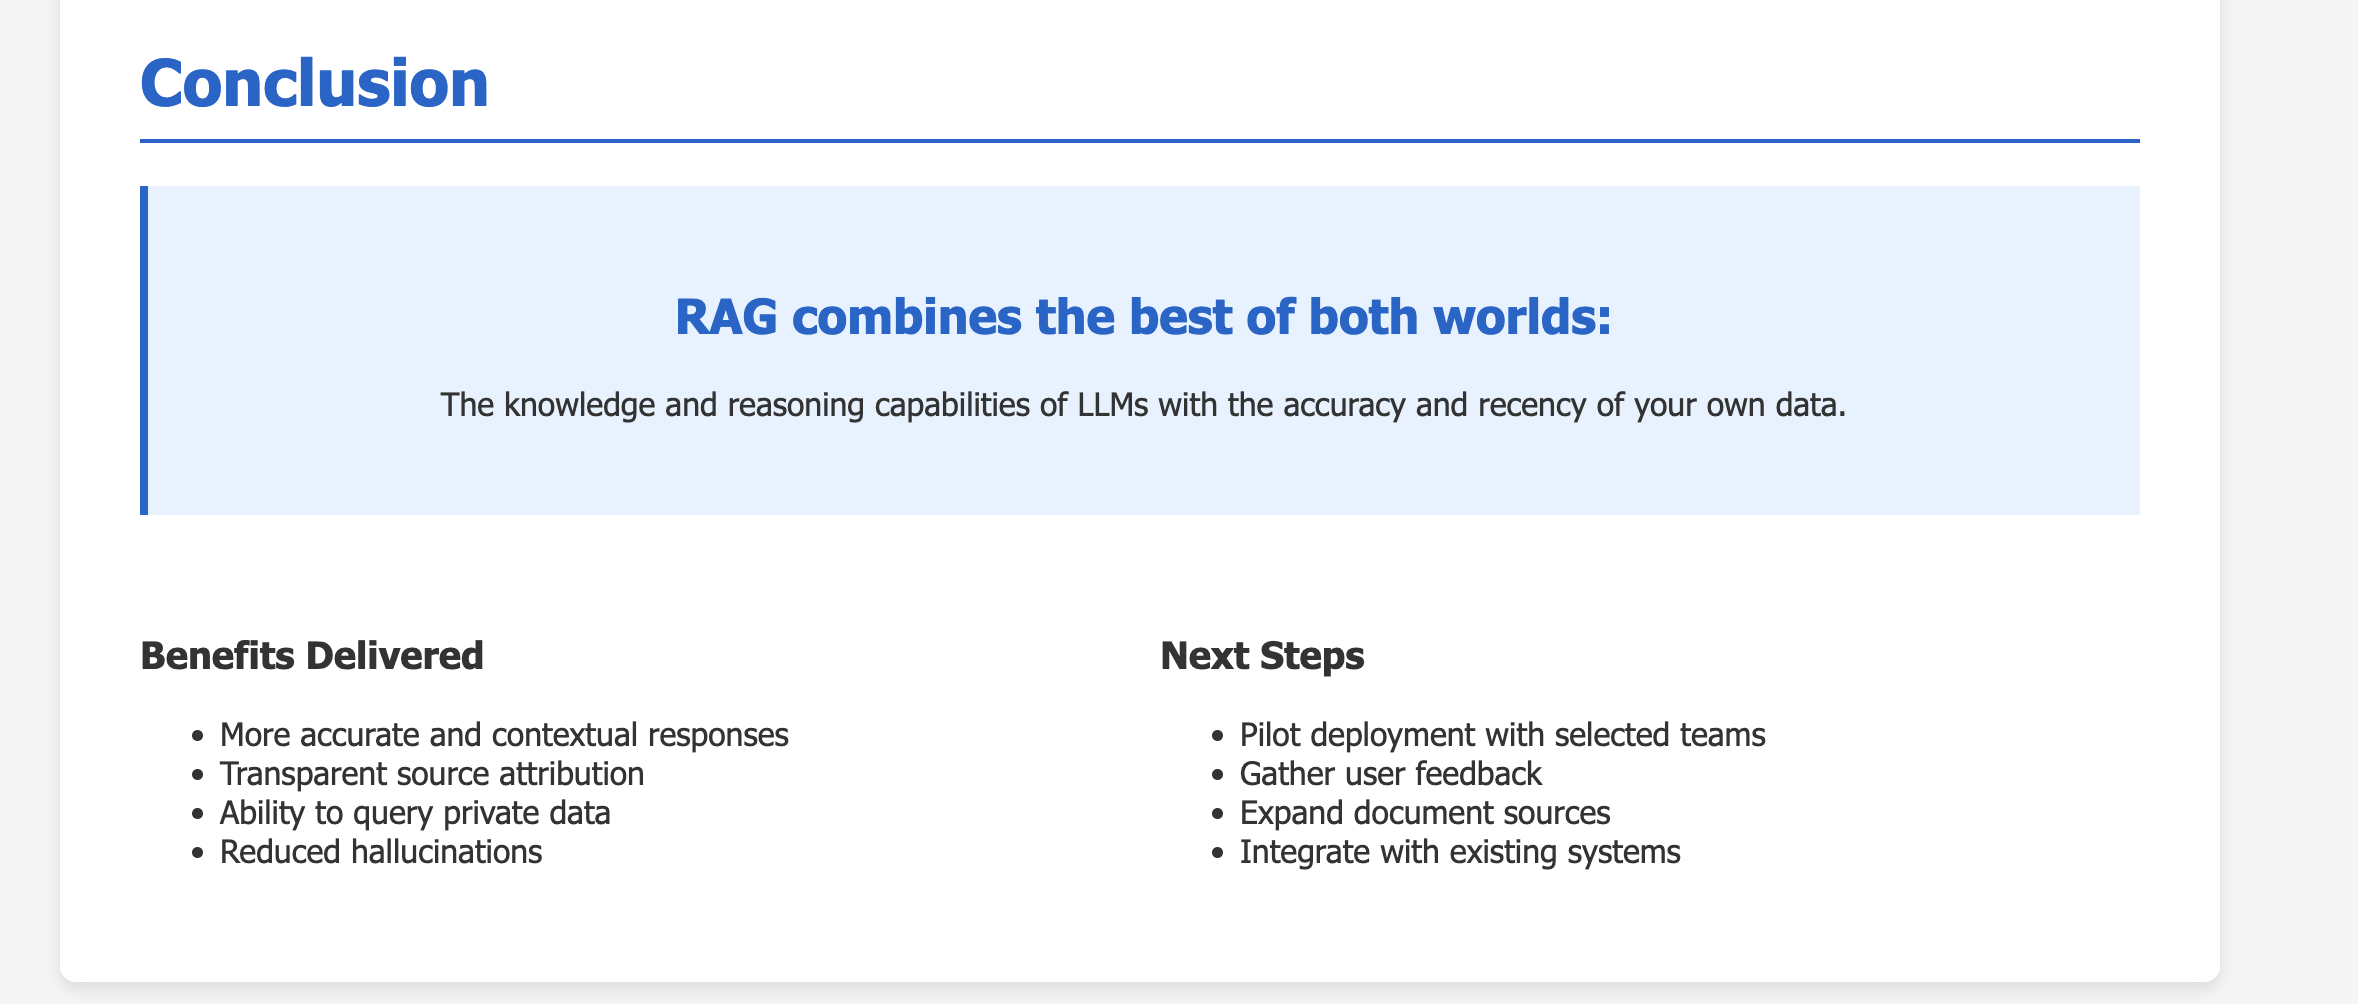 Conclusion
RAG combines the best of both worlds:
The knowledge and reasoning capabilities of LLMs with the accuracy and recency of your own data.
Benefits Delivered
• More accurate and contextual responses
• Transparent source attribution
• Ability to query private data
• Reduced hallucinations
Next Steps
• Pilot deployment with selected teams
• Gather user feedback
• Expand document sources
• Integrate with existing systems